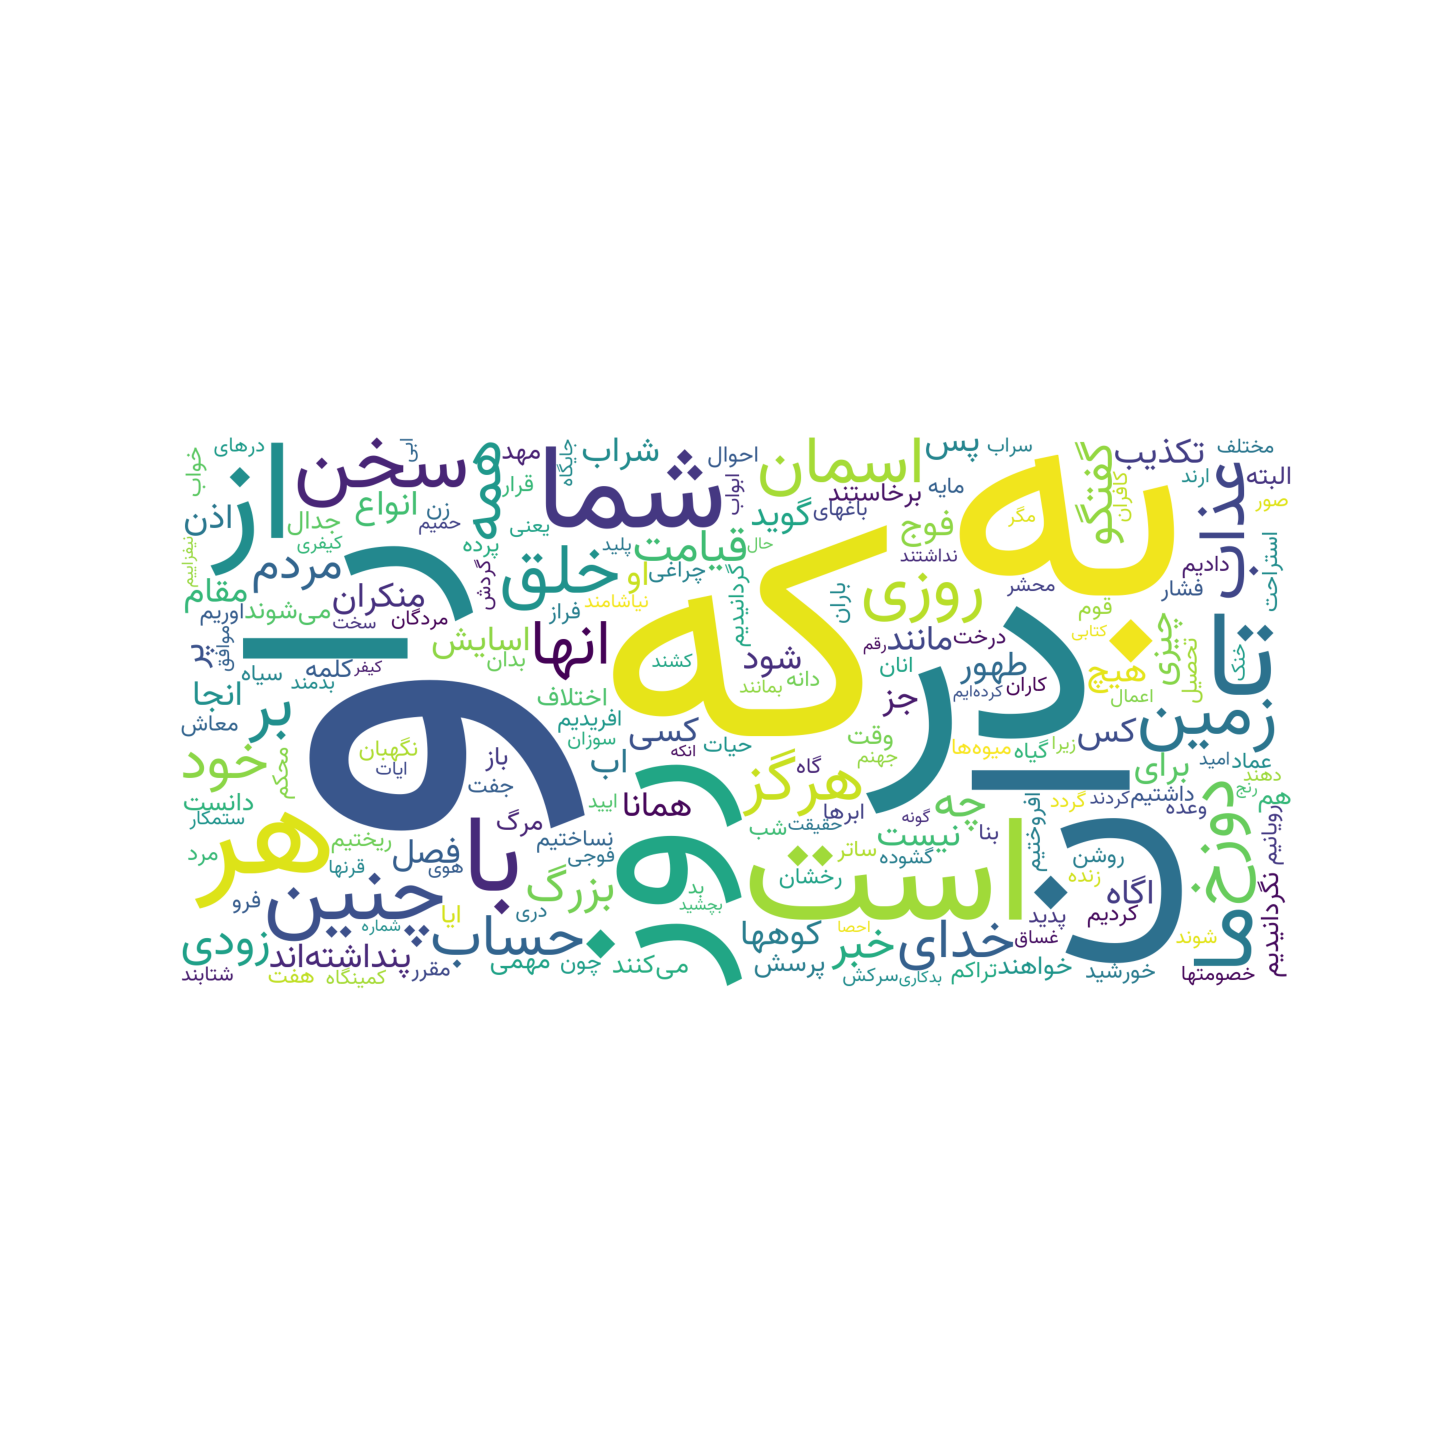 درهای
همه
ابی
مهد
جایگاه
شراب
احوال
اسمان
پس
سراب
گفتگو
تکذیب
مختلف
خواب
از
سخن
شما
ابواب
برخاستند
مایه
به
کافران
ارند
عذاب
البته
صور
اذن
جدال
انواع
زن
حمیم
قرار
یعنی
گوید
باغهای
فوج
مگر
نیفزاییم
کیفری
پرده
پلید
قیامت
حال
نداشتند
استراحت
مقام
مردم
را
گردش
خلق
او
چراغی
گردانیدیم
که
روزی
محشر
دادیم
فشار
اوریم
می‌شوند
منکران
سخت
مردگان
فراز
نیاشامند
باران
در
قوم
کتابی
پر
موافق
سیاه
کلمه
کیفر
بدمند
اسایش
بدان
انها
کشند
شود
بمانند
دانه
رقم
مانند
درخت
انان
طهور
کرده‌ایم
کاران
هیچ
اعمال
چیزی
تحصیل
تا
خنک
انجا
معاش
بر
و
اختلاف
افریدیم
سوزان
کسی
حیات
انکه
جز
وقت
جهنم
میوه‌ها
گیاه
زیرا
کس
زمین
امید
عماد
خود
محکم
نگهبان
ایات
باز
جفت
اب
روز
هرگز
گاه
برای
دهند
رنج
هم
دانست
ستمکار
هر
مرگ
با
ایید
همانا
شب
حقیقت
ابرها
گونه
چه
بنا
افروختیم
گردد
کردند
داشتیم
وعده
دوزخ
رویانیم
مرد
قرنها
ریختیم
فصل
هوی
نساختیم
فوجی
ساتر
نیست
گشوده
روشن
زنده
ن
فرو
چنین
ایا
شماره
دری
بزرگ
بد
بچشید
رخشان
است
احصا
پدید
کردیم
اگاه
ما
نگردانیدیم
زودی
پنداشته‌اند
حساب
مهمی
چون
می‌کنند
کوهها
پرسش
خبر
خدای
غساق
شوند
شتابند
هفت
کمینگاه
مقرر
سرکش
بدکاری
تراکم
خواهند
خورشید
خصومتها